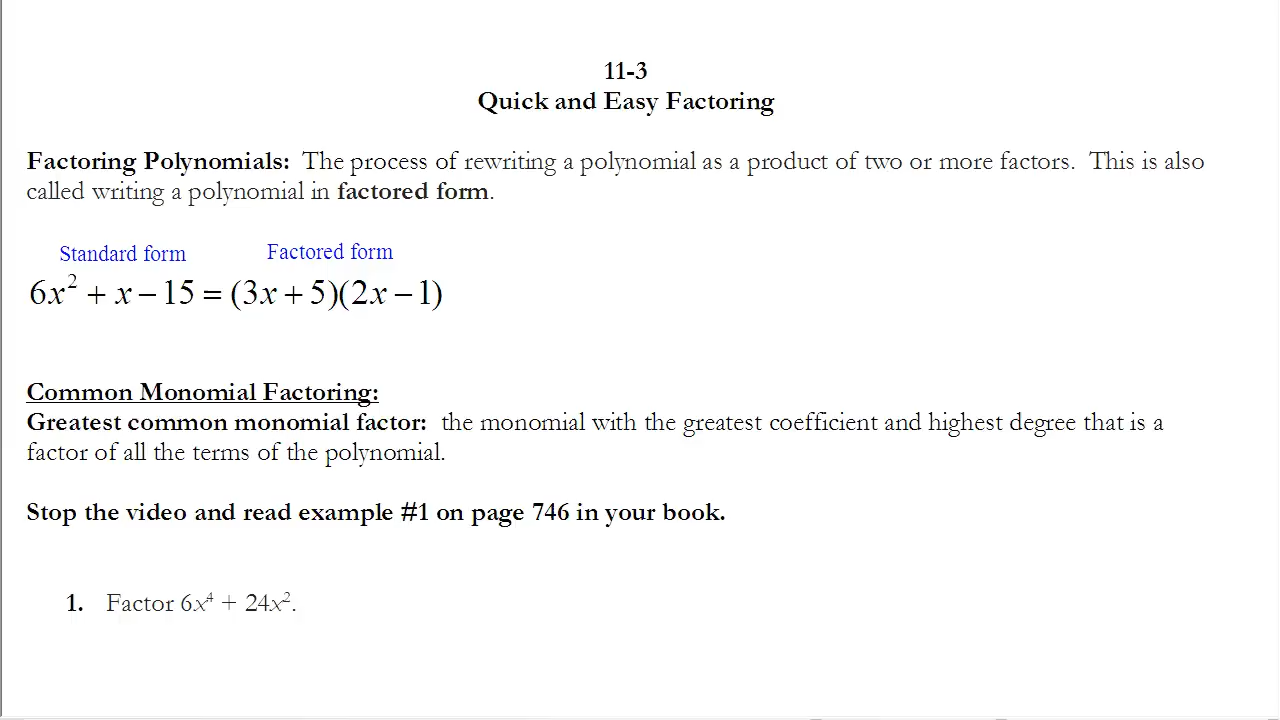 11-3
Quick and Easy Factoring
Factoring Polynomials: The process of rewriting a polynomial as a product of two or more factors. This is also
called writing a polynomial in factored form.
Standard form Factored form
6x² + x − 15 = (3x + 5)(2x − 1)
Common Monomial Factoring:
Greatest common monomial factor: the monomial with the greatest coefficient and highest degree that is a
factor of all the terms of the polynomial.
Stop the video and read example #1 on page 746 in your book.
1. Factor 6x⁴ + 24x².